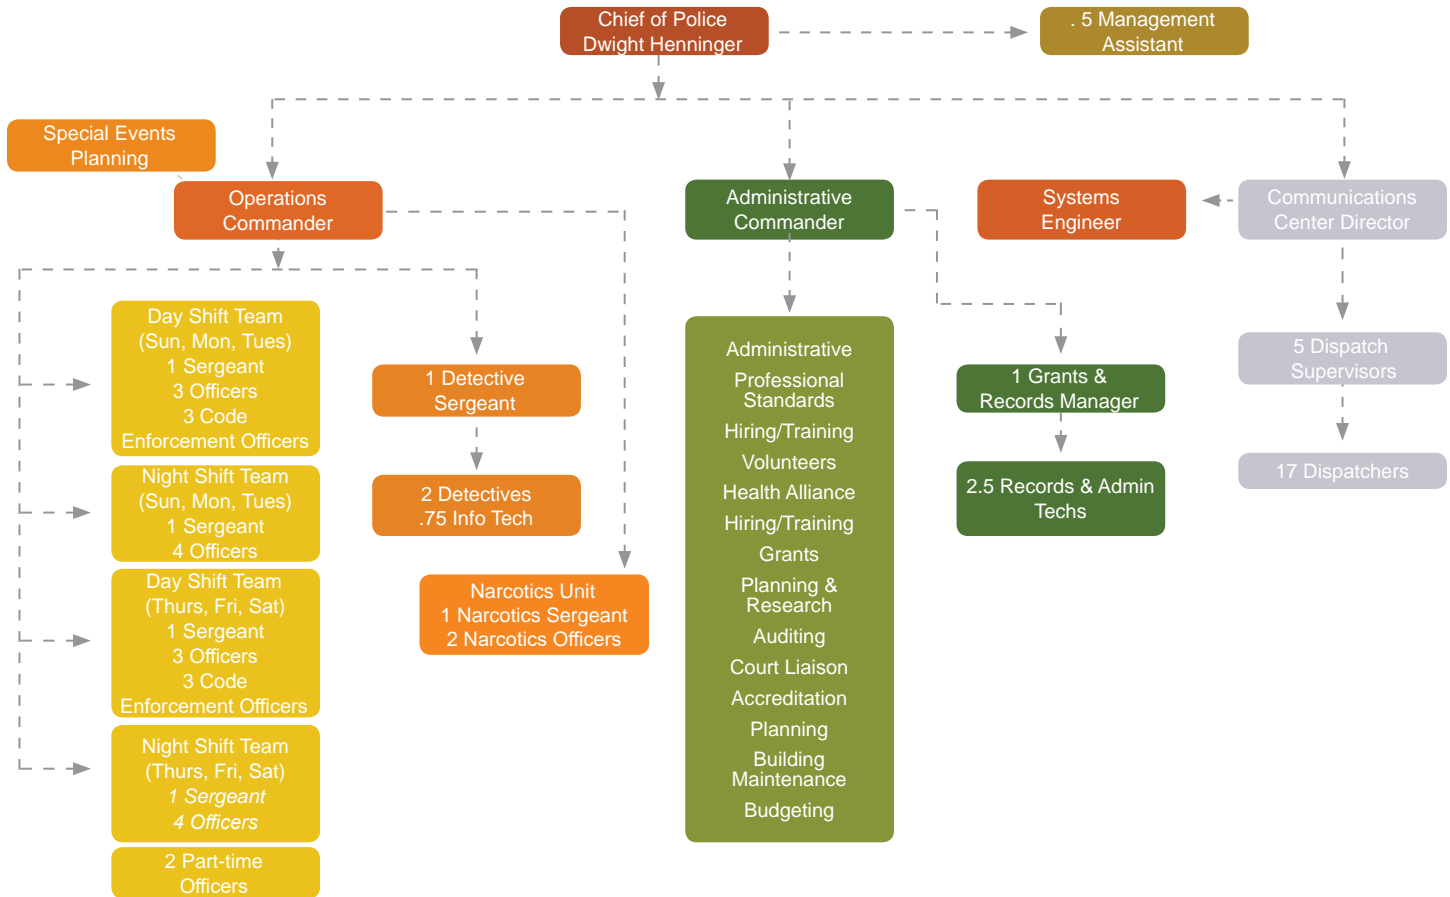 Chief of Police
Dwight Henninger
. 5 Management
Assistant
Special Events
Planning
Operations
Commander
Administrative
Commander
Systems
Engineer
Communications
Center Director
Day Shift Team
(Sun, Mon, Tues)
1 Sergeant
3 Officers
3 Code
Enforcement Officers
Night Shift Team
(Sun, Mon, Tues)
1 Sergeant
4 Officers
Day Shift Team
(Thurs, Fri, Sat)
1 Sergeant
3 Officers
3 Code
Enforcement Officers
Night Shift Team
(Thurs, Fri, Sat)
1 Sergeant
4 Officers
2 Part-time
Officers
1 Detective
Sergeant
2 Detectives
.75 Info Tech
Narcotics Unit
1 Narcotics Sergeant
2 Narcotics Officers
Administrative
Professional
Standards
Hiring/Training
Volunteers
Health Alliance
Hiring/Training
Grants
Planning &
Research
Auditing
Court Liaison
Accreditation
Planning
Building
Maintenance
Budgeting
1 Grants &
Records Manager
2.5 Records & Admin
Techs
5 Dispatch
Supervisors
17 Dispatchers